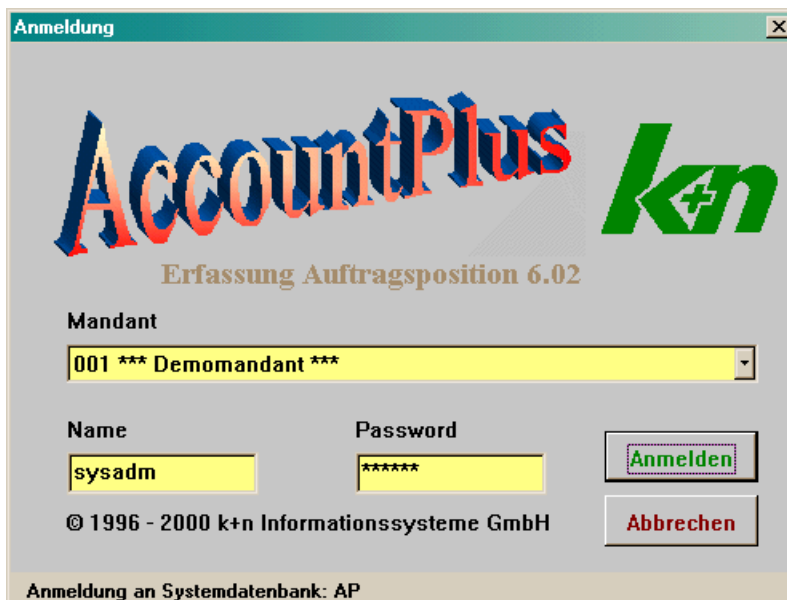 Anmeldung
AccountPlus
k+n
Erfassung Auftragsposition 6.02
Mandant
001 *** Demomandant ***
Name
Password
sysadm
******
Anmelden
© 1996 - 2000 k+n Informationssysteme GmbH
Abbrechen
Anmeldung an Systemdatenbank: AP